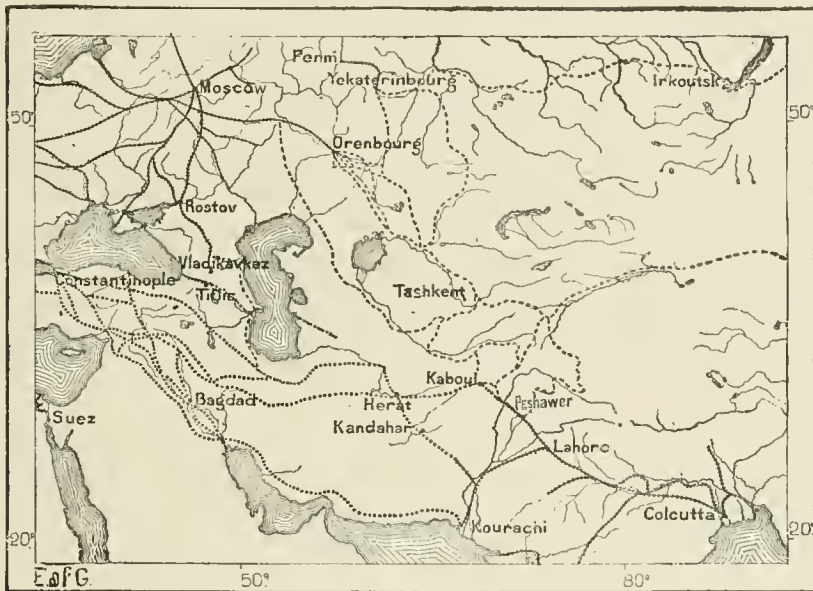 Perm
Yekaterinbourg
Irkoutsk
Moscow
50°
50°
Orenbourg
Rostov
Vladikavkaz
Constantinople
Tiflis
Tashkent
Kaboul
Bagdad
Herat
Peshawer
Suez
Kandahar
Lahore
Colcutta
Kourachi
20°
20°
E. of G.
50°
80°